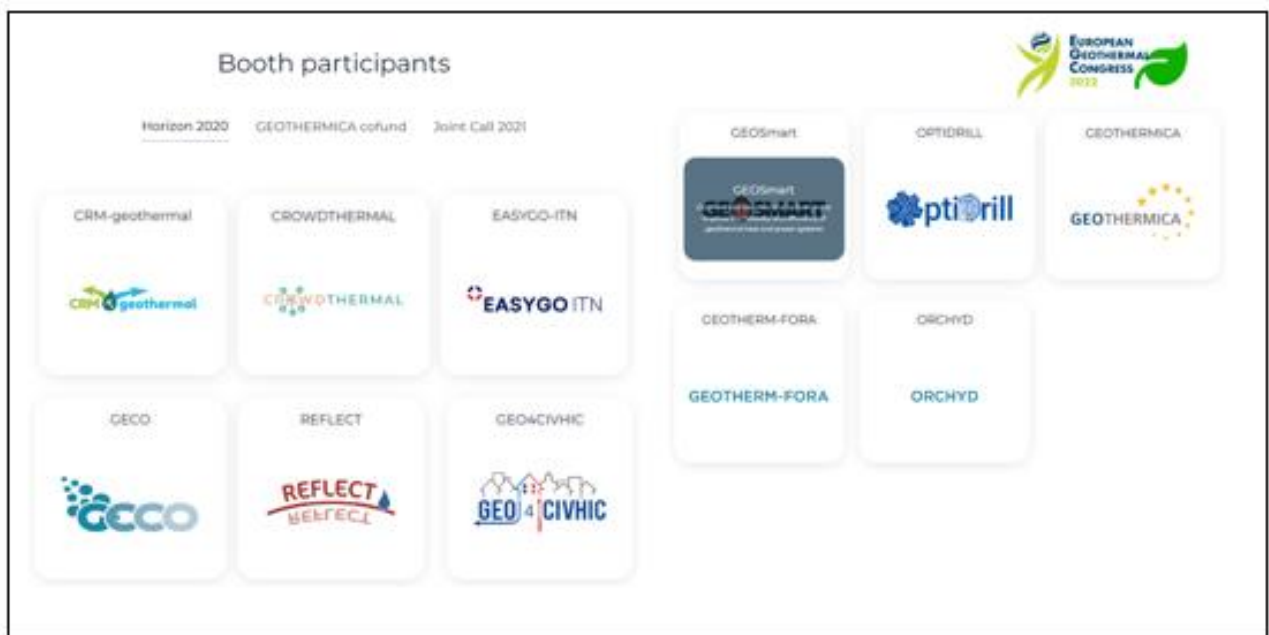 Booth participants
EUROPEAN
GEOTHERMAL
CONGRESS
2022
Horizon 2020 GEOTHERMICA cofund Joint Call 2021
CRM-geothermal
CRM geothermal
CROWDTHERMAL
CROWDTHERMAL
EASYGO-ITN
EASYGO ITN
GECO
GECO
REFLECT
REFLECT
REFLECT
GEO4CIVHIC
GEO 4 CIVHIC
GEOSmart
GEOSmart
GEOSMART
OPTIDRILL
OptiDrill
GEOTHERMICA
GEOTHERMICA
GEOTHERM-FORA
GEOTHERM-FORA
ORCHYD
ORCHYD